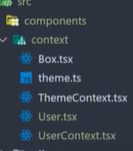 src
components
context
Box.tsx
theme.ts
ThemeContext.tsx
User.tsx
UserContext.tsx